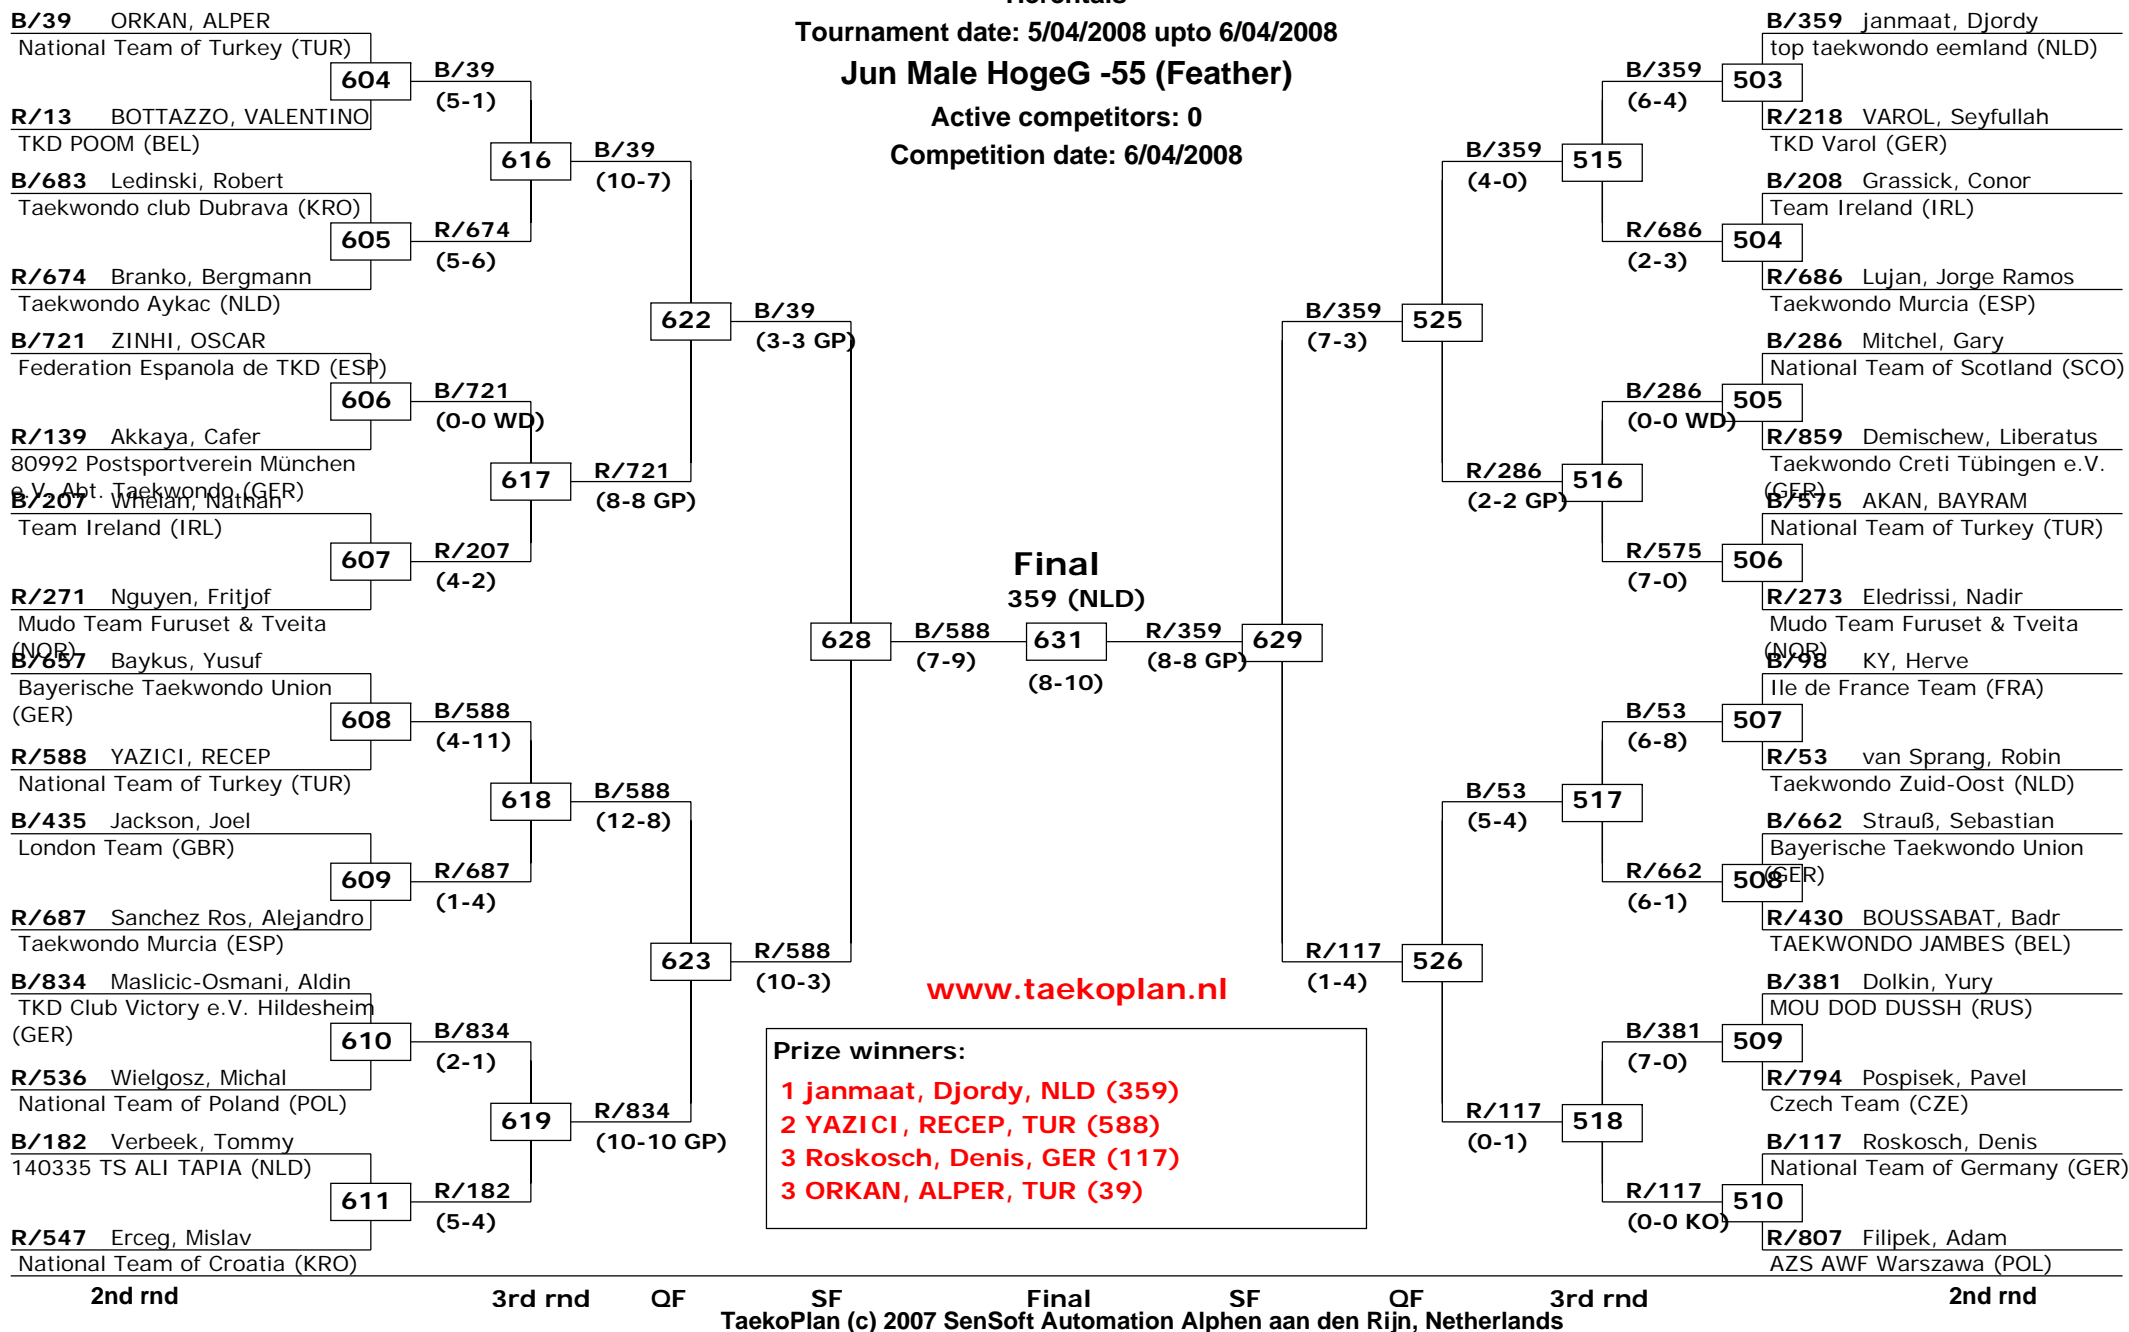 Herentals
Tournament date: 5/04/2008 upto 6/04/2008
Jun Male HogeG -55 (Feather)
Active competitors: 0
Competition date: 6/04/2008
B/39 ORKAN, ALPER
National Team of Turkey (TUR)
604
R/13 BOTTAZZO, VALENTINO
TKD POOM (BEL)
B/683 Ledinski, Robert
Taekwondo club Dubrava (KRO)
605
R/674 Branko, Bergmann
Taekwondo Aykac (NLD)
B/721 ZINHI, OSCAR
Federation Espanola de TKD (ESP)
606
R/139 Akkaya, Cafer
80992 Postsportverein München
e.V. Abt. Taekwondo (GER)
B/207 Whelan, Nathan
Team Ireland (IRL)
607
R/271 Nguyen, Fritjof
Mudo Team Furuset & Tveita
(NOR)
B/657 Baykus, Yusuf
Bayerische Taekwondo Union
(GER)
608
R/588 YAZICI, RECEP
National Team of Turkey (TUR)
B/435 Jackson, Joel
London Team (GBR)
609
R/687 Sanchez Ros, Alejandro
Taekwondo Murcia (ESP)
B/834 Maslicic-Osmani, Aldin
TKD Club Victory e.V. Hildesheim
(GER)
610
R/536 Wielgosz, Michal
National Team of Poland (POL)
B/182 Verbeek, Tommy
140335 TS ALI TAPIA (NLD)
611
R/547 Erceg, Mislav
National Team of Croatia (KRO)
B/39
(5-1)
616
R/674
(5-6)
B/721
(0-0 WD)
617
R/207
(4-2)
B/588
(4-11)
618
R/687
(1-4)
B/834
(2-1)
619
R/182
(5-4)
B/39
(10-7)
622
R/721
(8-8 GP)
B/588
(12-8)
623
R/834
(10-10 GP)
B/39
(3-3 GP)
628
R/588
(10-3)
Final
359 (NLD)
B/588
(7-9)
631
(8-10)
R/359
(8-8 GP)
629
B/359
(7-3)
525
R/117
(1-4)
526
B/359
(4-0)
515
R/286
(2-2 GP)
516
B/53
(5-4)
517
R/117
(0-1)
518
B/359
(6-4)
503
R/686
(2-3)
504
B/286
(0-0 WD)
505
R/575
(7-0)
506
B/53
(6-8)
507
R/662
(6-1)
508
B/381
(7-0)
509
R/117
(0-0 KO)
510
B/359 janmaat, Djordy
top taekwondo eemland (NLD)
R/218 VAROL, Seyfullah
TKD Varol (GER)
B/208 Grassick, Conor
Team Ireland (IRL)
R/686 Lujan, Jorge Ramos
Taekwondo Murcia (ESP)
B/286 Mitchel, Gary
National Team of Scotland (SCO)
R/859 Demischew, Liberatus
Taekwondo Creti Tübingen e.V.
(GER)
B/575 AKAN, BAYRAM
National Team of Turkey (TUR)
R/273 Eledrissi, Nadir
Mudo Team Furuset & Tveita
(NOR)
B/98 KY, Herve
Ile de France Team (FRA)
R/53 van Sprang, Robin
Taekwondo Zuid-Oost (NLD)
B/662 Strauß, Sebastian
Bayerische Taekwondo Union
(GER)
R/430 BOUSSABAT, Badr
TAEKWONDO JAMBES (BEL)
B/381 Dolkin, Yury
MOU DOD DUSSH (RUS)
R/794 Pospisek, Pavel
Czech Team (CZE)
B/117 Roskosch, Denis
National Team of Germany (GER)
R/807 Filipek, Adam
AZS AWF Warszawa (POL)
www.taekoplan.nl
Prize winners:
1 janmaat, Djordy, NLD (359)
2 YAZICI, RECEP, TUR (588)
3 Roskosch, Denis, GER (117)
3 ORKAN, ALPER, TUR (39)
2nd rnd 3rd rnd QF SF Final SF QF 3rd rnd 2nd rnd
TaekoPlan (c) 2007 SenSoft Automation Alphen aan den Rijn, Netherlands